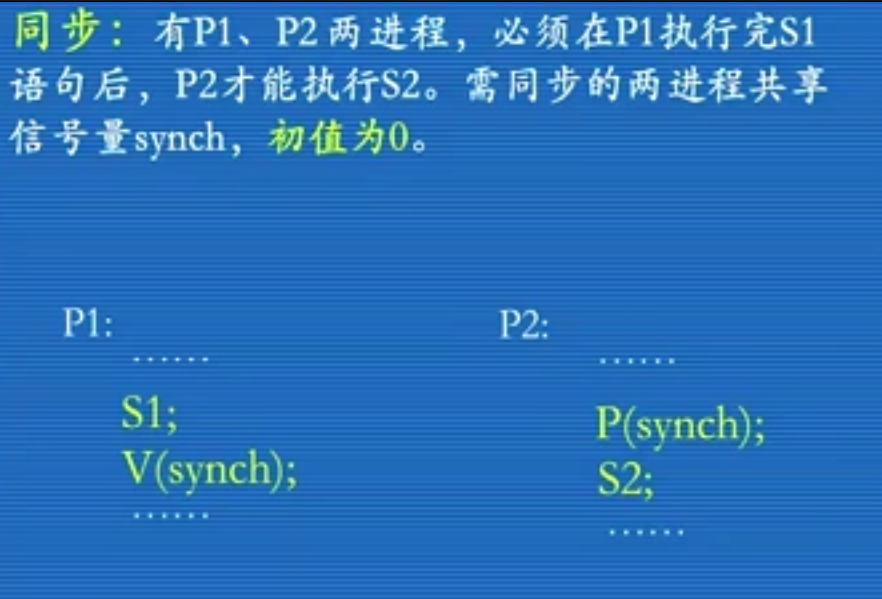 同步：有P1、P2两进程，必须在P1执行完S1
语句后，P2才能执行S2。需同步的两进程共享
信号量synch，初值为0。
P1:
……
S1;
V(synch);
……
P2:
……
P(synch);
S2;
……